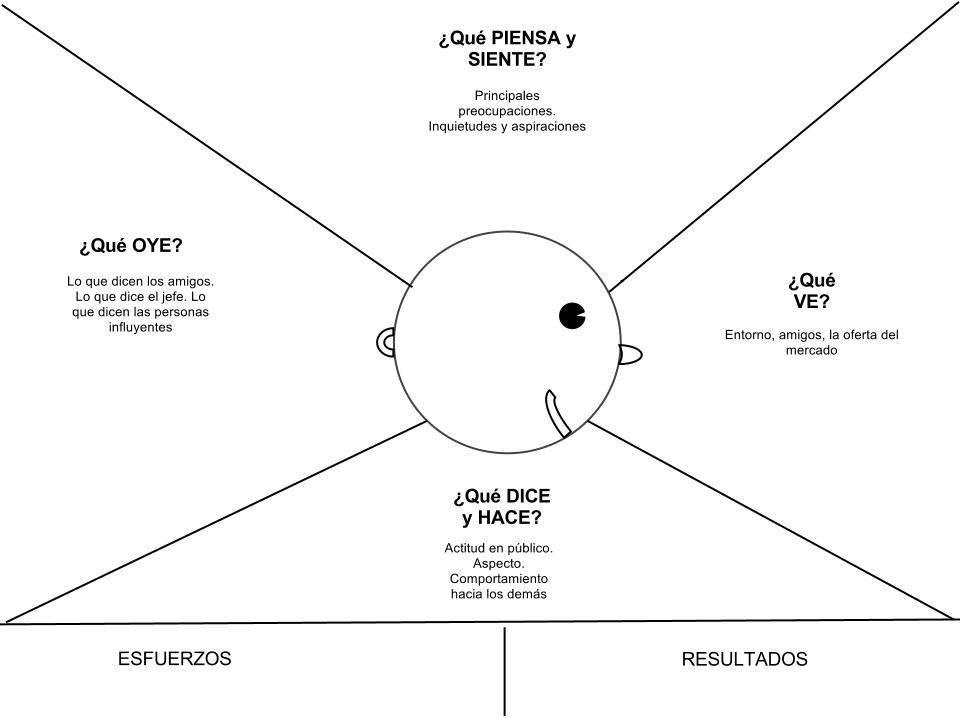 ¿Qué PIENSA y
SIENTE?
Principales
preocupaciones.
Inquietudes y aspiraciones
¿Qué OYE?
Lo que dicen los amigos.
Lo que dice el jefe. Lo
que dicen las personas
influyentes
¿Qué
VE?
Entorno, amigos, la oferta del
mercado
¿Qué DICE
y HACE?
Actitud en público.
Aspecto.
Comportamiento
hacia los demás
ESFUERZOS
RESULTADOS